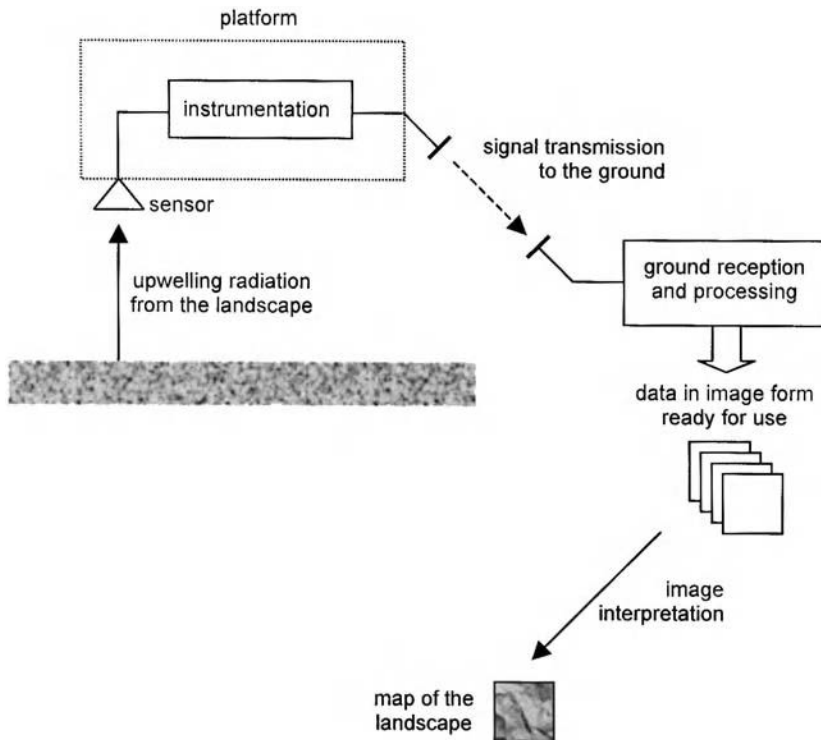 platform
instrumentation
signal transmission
to the ground
sensor
upwelling radiation
from the landscape
ground reception
and processing
data in image form
ready for use
image
interpretation
map of the
landscape